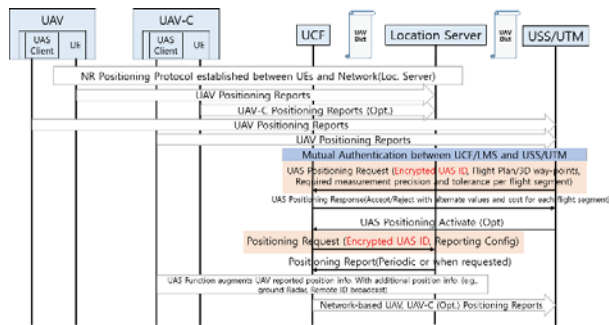 UAV
UAS
Client
UE
UAV-C
UAS
Client
UE
UCF
UAV
Dict
Location Server
UAV
Dict
USS/UTM
NR Positioning Protocol established between UEs and Network(Loc. Server)
UAV Positioning Reports
UAV-C Positioning Reports (Opt.)
UAV Positioning Reports
UAV Positioning Reports
Mutual Authentication between UCF/LMS and USS/UTM
UAS Positioning Request (Encrypted UAS ID, Flight Plan/3D way-points,
Required measurement precision and tolerance per flight segment)
UAS Positioning Response(Accept/Reject with alternate values and cost for each flight segment)
UAS Positioning Activate (Opt)
Positioning Request (Encrypted UAS ID, Reporting Config)
Positioning Report(Periodic or when requested)
UAS Function augments UAV reported position info. With additional position info. (e.g.,
ground Radar, Remote ID broadcast)
Network-based UAV, UAV-C (Opt.) Positioning Reports